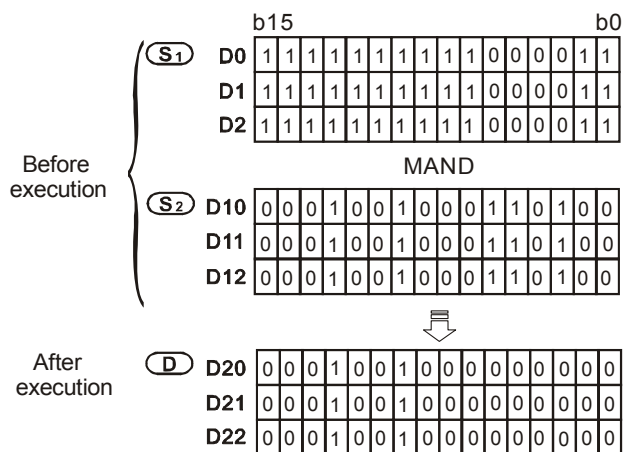 b15 b0
S1 D0 1 1 1 1 1 1 1 1 1 1 0 0 0 0 1 1
D1 1 1 1 1 1 1 1 1 1 1 0 0 0 0 1 1
D2 1 1 1 1 1 1 1 1 1 1 0 0 0 0 1 1
Before
execution
MAND
S2 D10 0 0 0 1 0 0 1 0 0 0 1 1 0 1 0 0
D11 0 0 0 1 0 0 1 0 0 0 1 1 0 1 0 0
D12 0 0 0 1 0 0 1 0 0 0 1 1 0 1 0 0
After
execution
D D20 0 0 0 1 0 0 1 0 0 0 0 0 0 0 0 0
D21 0 0 0 1 0 0 1 0 0 0 0 0 0 0 0 0
D22 0 0 0 1 0 0 1 0 0 0 0 0 0 0 0 0